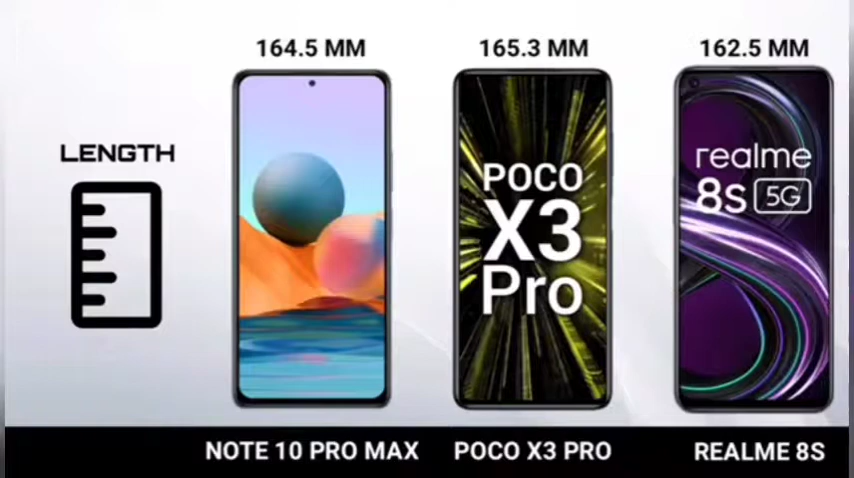 164.5 MM 165.3 MM 162.5 MM
LENGTH
POCO
X3
Pro
realme
8s 5G
NOTE 10 PRO MAX POCO X3 PRO REALME 8S